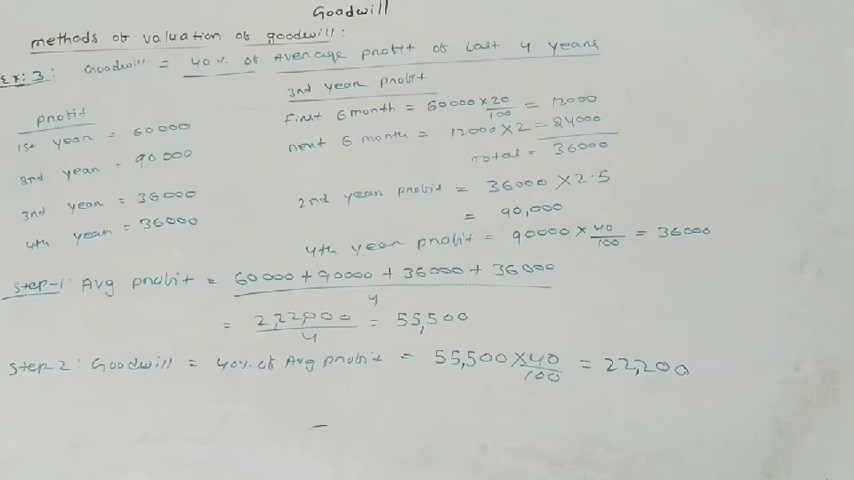 Goodwill
methods of valuation of goodwill:
Ex: 3: Goodwill = 40% of Average profit of Last 4 years
3rd year profit
First 6 month = 60000 × 20/100 = 12000
next 6 month = 12000 × 2 = 24000
Total = 36000
profit
1st year = 60000
2nd year = 90000
3rd year = 36000
4th year = 36000
2nd year profit = 36000 × 2.5
= 90,000
4th year profit = 90000 × 40/100 = 36000
Step-1: Avg profit = 60000 + 90000 + 36000 + 36000
4
= 2,22,000/4 = 55,500
Step-2: Goodwill = 40% of Avg profit = 55,500 × 40/100 = 22,200